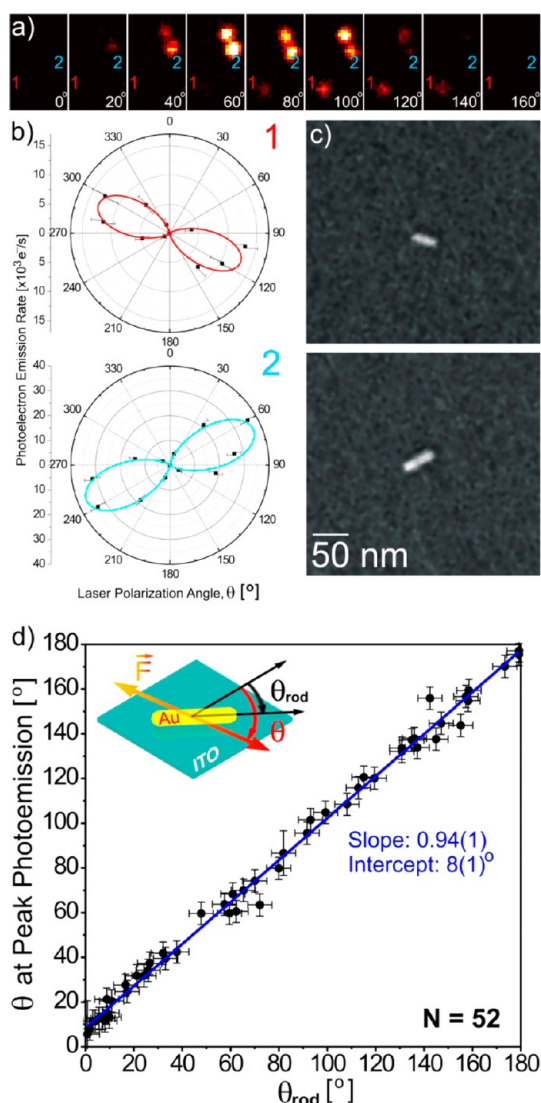 a)
2 2 2 2 2 2 2 2 2
1 1 1 1 1 1 1 1 1
0° 20° 40° 60° 80° 100° 120° 140° 160°
b)
1
0
330 30
300 60
270 90
240 120
210 150
180
15
10
5
0
5
10
15
2
0
330 30
300 60
270 90
240 120
210 150
180
40
30
20
10
0
10
20
30
40
Photoelectron Emission Rate [x10³e⁻/s]
Laser Polarization Angle, θ [°]
c)
50 nm
d)
F
Au
ITO
θrod
θ
Slope: 0.94(1)
Intercept: 8(1)°
N = 52
180
160
140
120
100
80
60
40
20
0
θ at Peak Photoemission [°]
0 20 40 60 80 100 120 140 160 180
θrod [°]